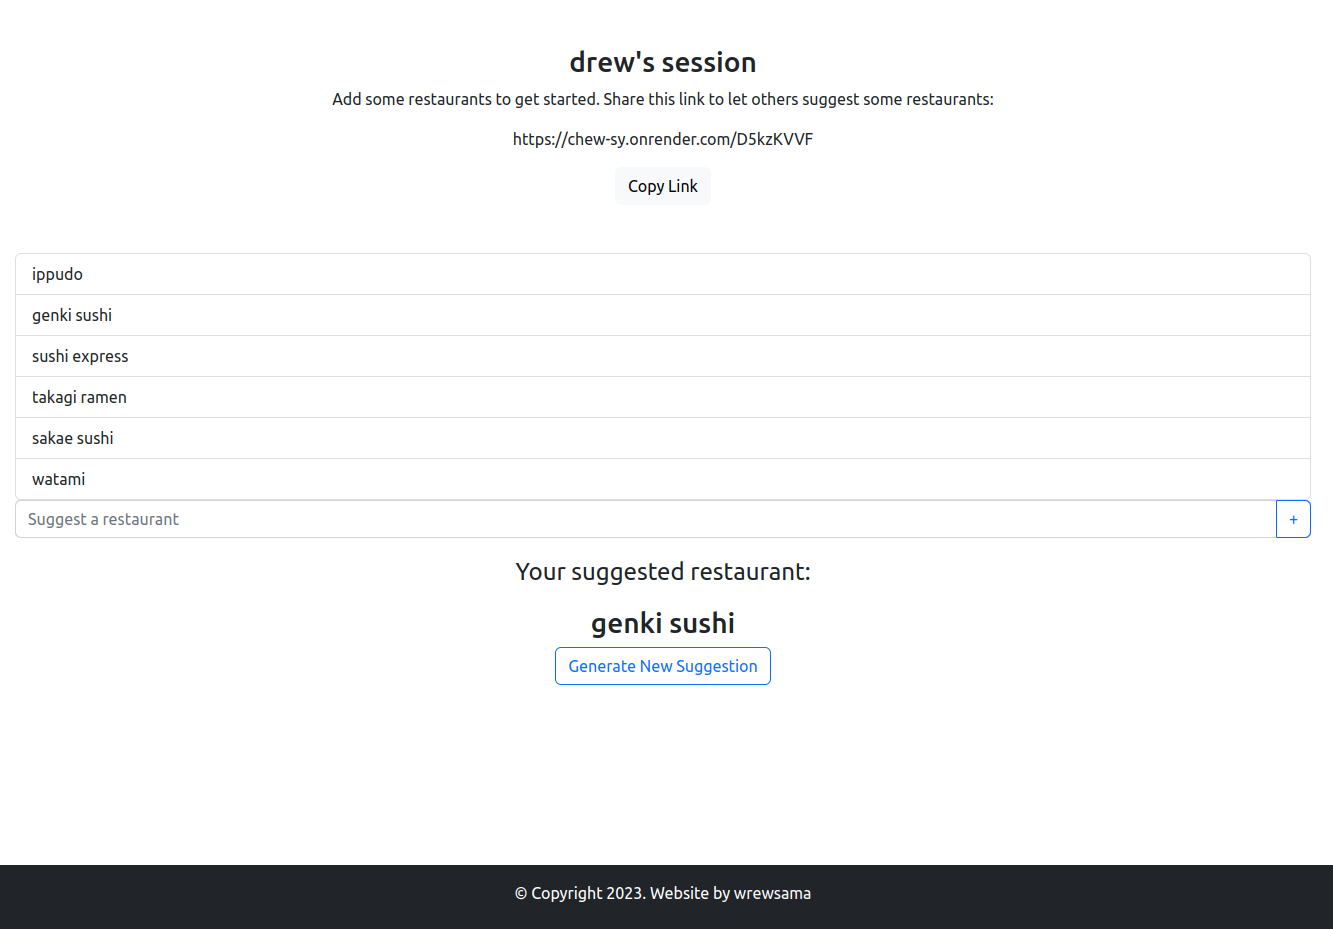 drew's session
Add some restaurants to get started. Share this link to let others suggest some restaurants:
https://chew-sy.onrender.com/D5kzKVVF
Copy Link
ippudo
genki sushi
sushi express
takagi ramen
sakae sushi
watami
Suggest a restaurant
+
Your suggested restaurant:
genki sushi
Generate New Suggestion
© Copyright 2023. Website by wrewsama